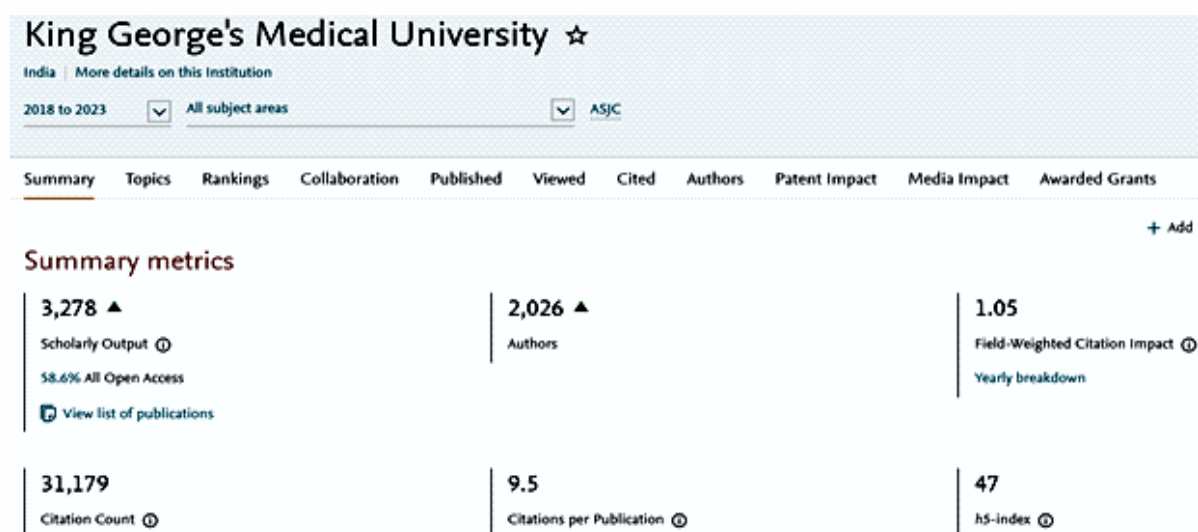 King George's Medical University ☆
India | More details on this Institution
2018 to 2023 All subject areas ASJC
Summary Topics Rankings Collaboration Published Viewed Cited Authors Patent Impact Media Impact Awarded Grants
+ Add
Summary metrics
3,278 ▲ 2,026 ▲ 1.05
Scholarly Output Authors Field-Weighted Citation Impact
58.6% All Open Access Yearly breakdown
View list of publications
31,179 9.5 47
Citation Count Citations per Publication h5-index